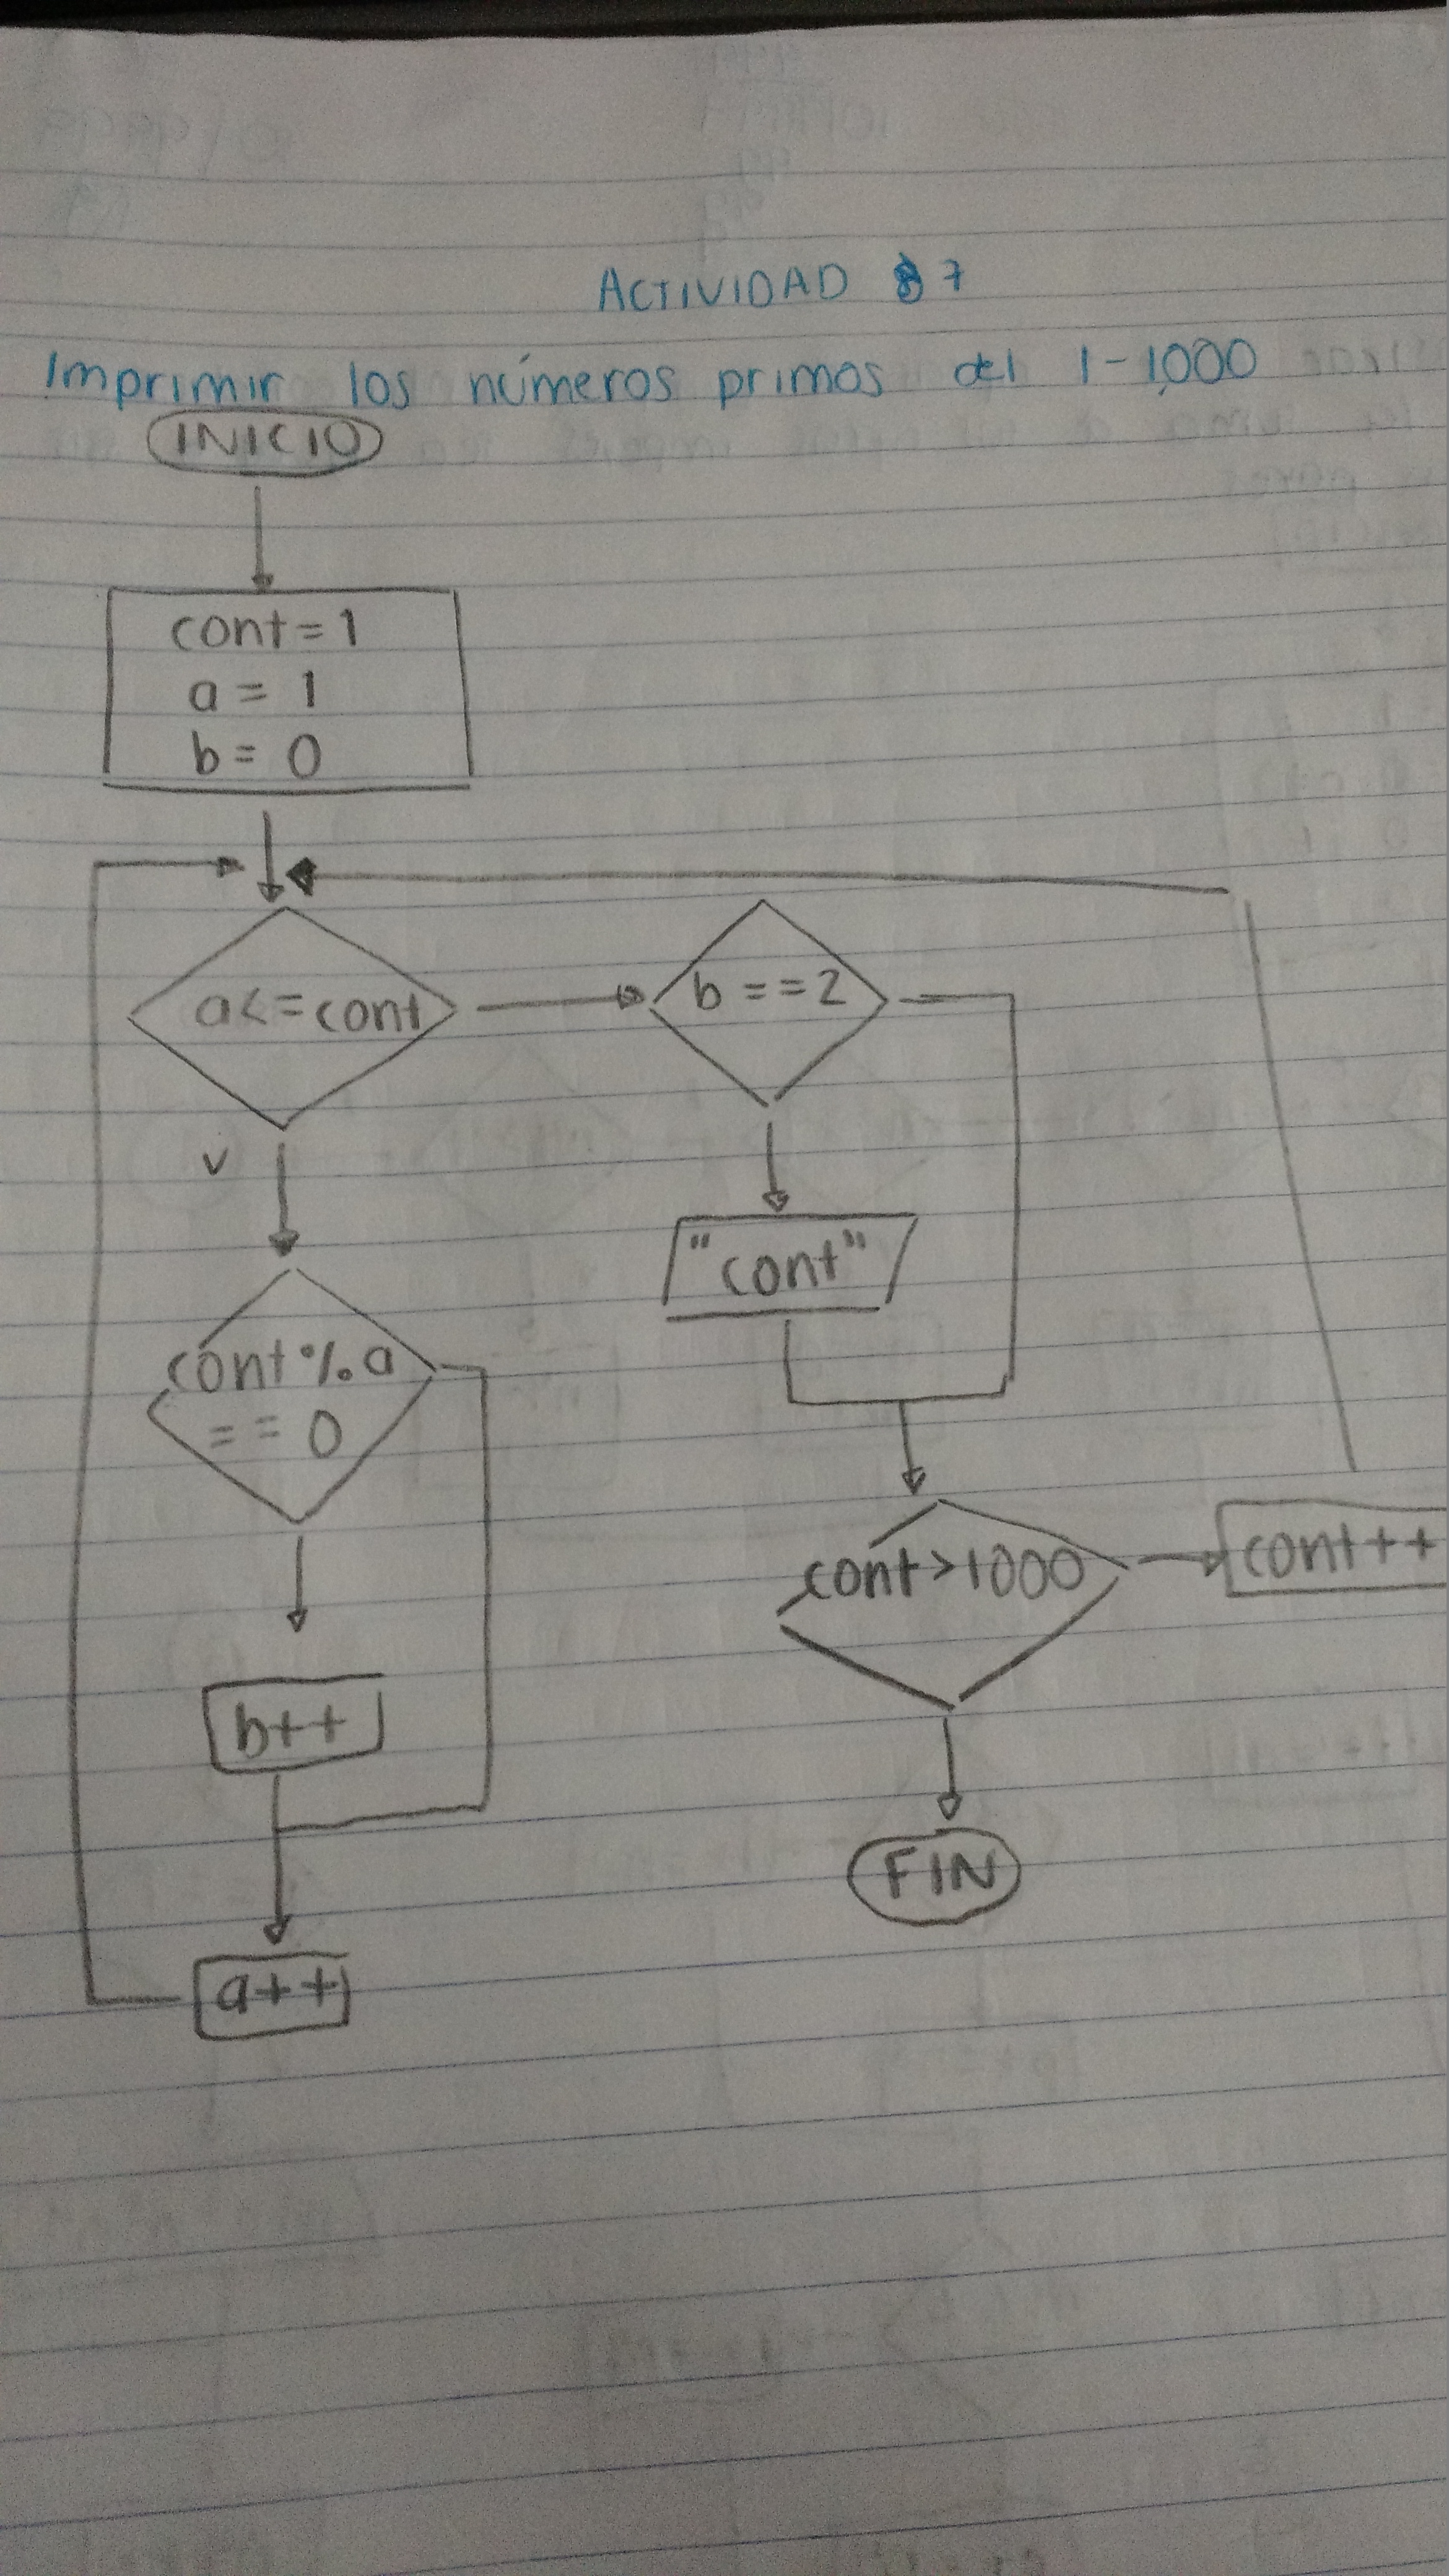 ACTIVIDAD 7
Imprimir los números primos del 1-1,000
INICIO
cont=1
a = 1
b = 0
a<=cont
b==2
V
"cont"
cont%a
==0
cont>1000
cont++
b++
FIN
a++